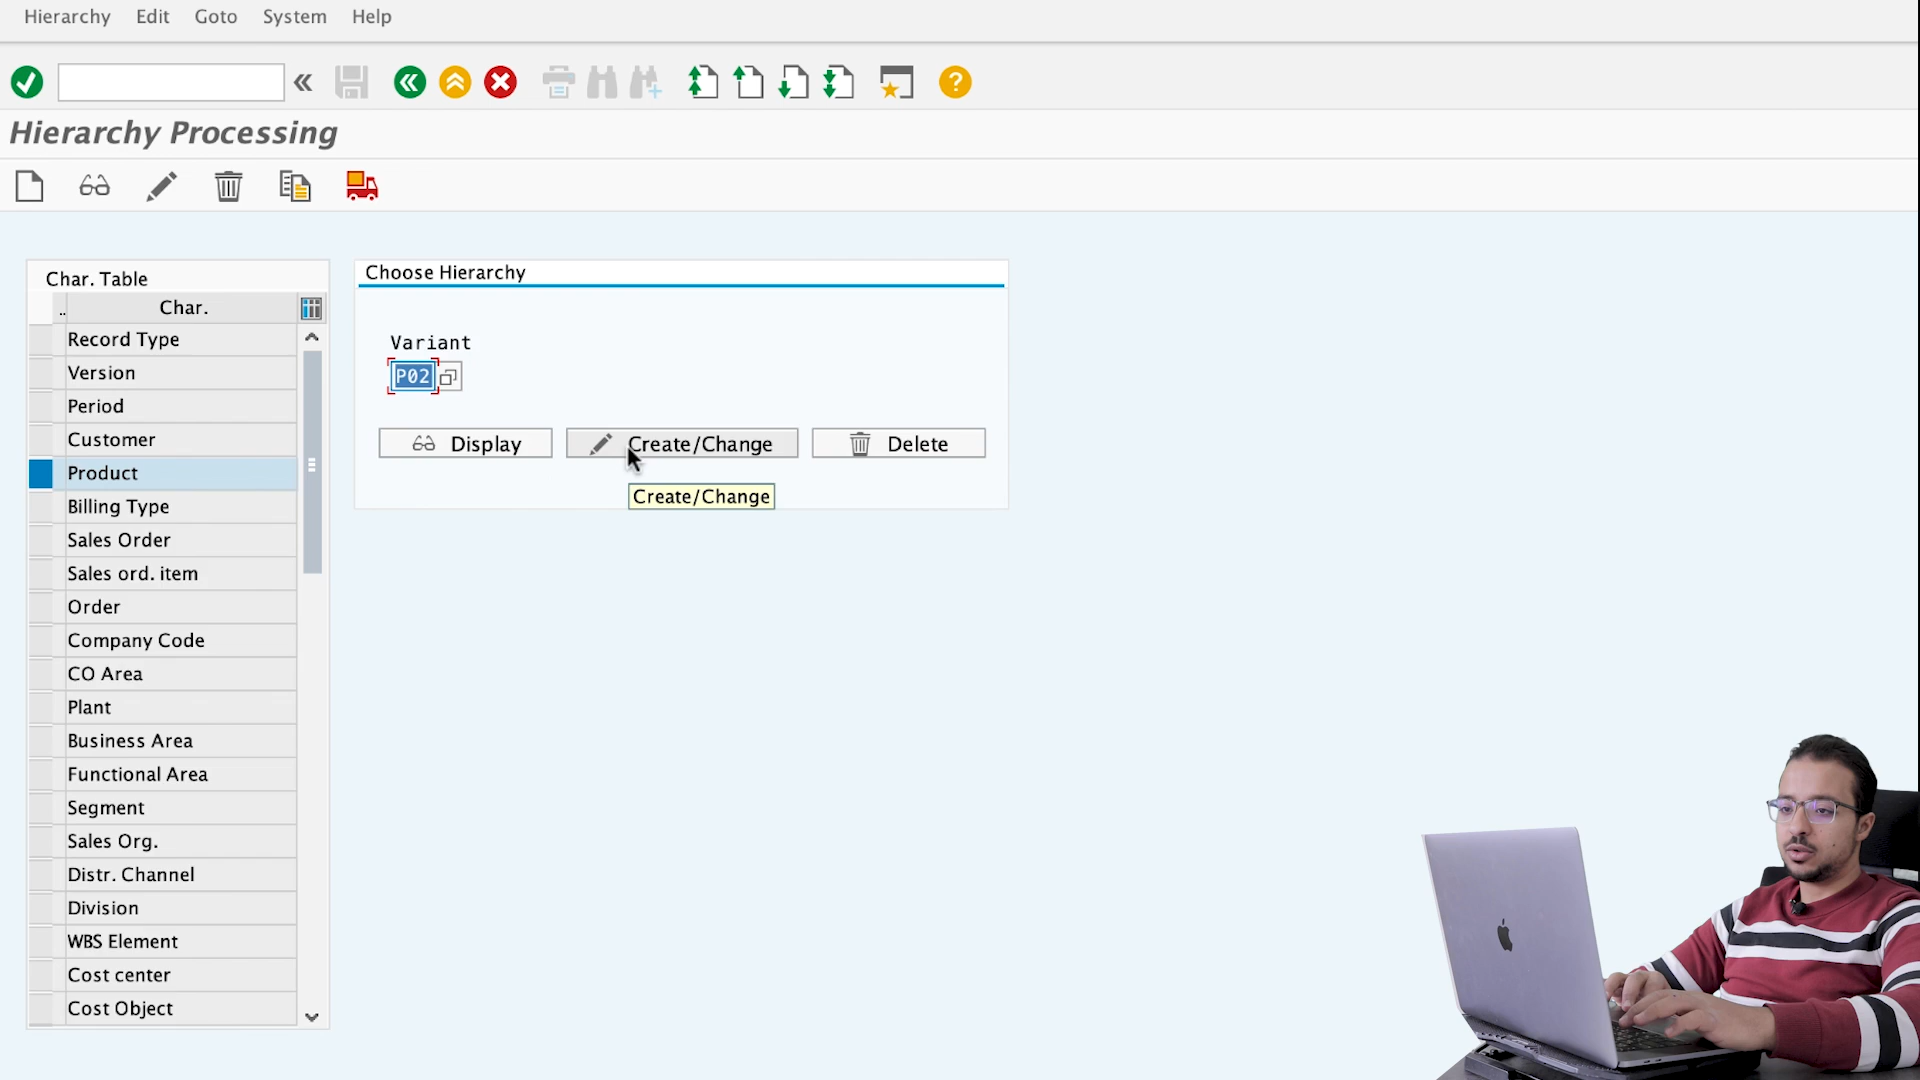 Hierarchy Edit Goto System Help
Hierarchy Processing
Char. Table
.. Char.
Record Type
Version
Period
Customer
Product
Billing Type
Sales Order
Sales ord. item
Order
Company Code
CO Area
Plant
Business Area
Functional Area
Segment
Sales Org.
Distr. Channel
Division
WBS Element
Cost center
Cost Object
Choose Hierarchy
Variant
P02
Display Create/Change Delete
Create/Change